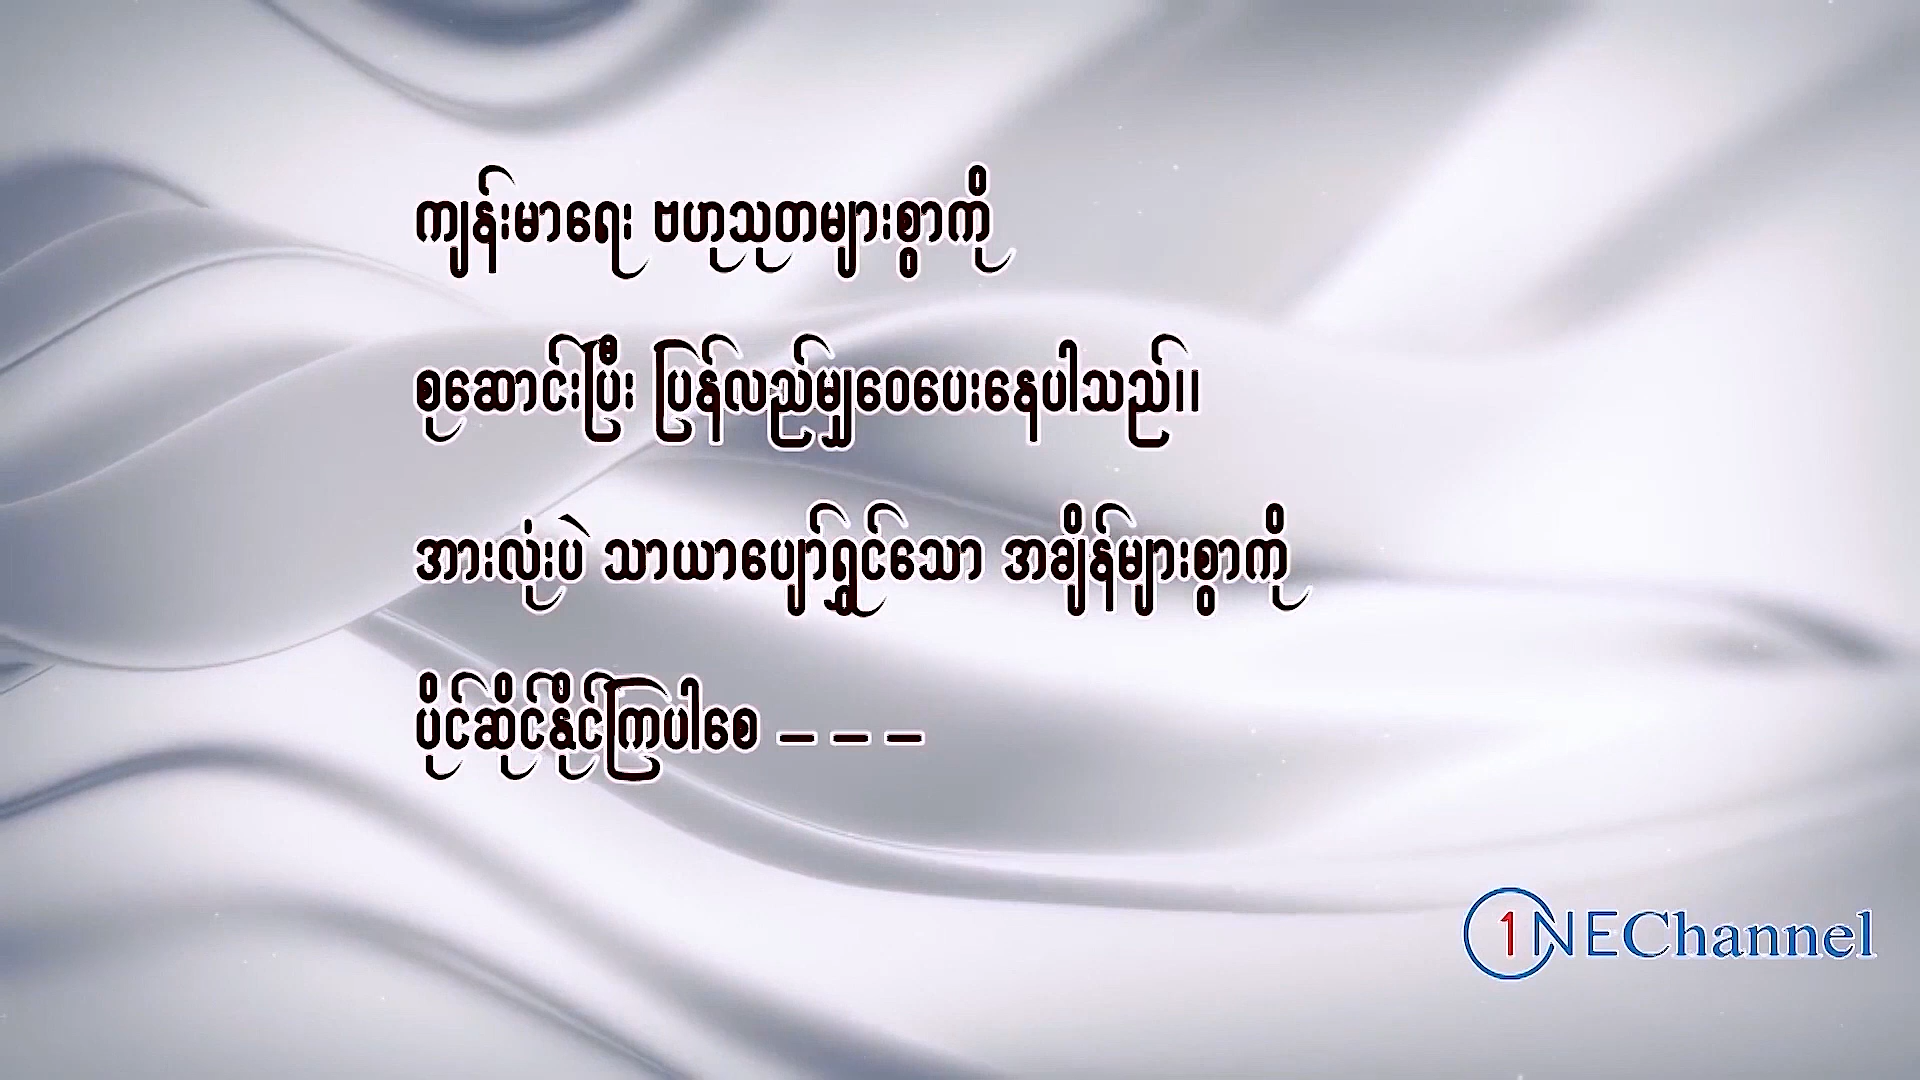 ကျန်းမာရေး ဗဟုသုတများစွာကို
စုဆောင်းပြီး ပြန်လည်မျှဝေပေးနေပါသည်။
အားလုံးပဲ သာယာပျော်ရွှင်သော အချိန်များစွာကို
ပိုင်ဆိုင်နိုင်ကြပါစေ – – –
1NEChannel